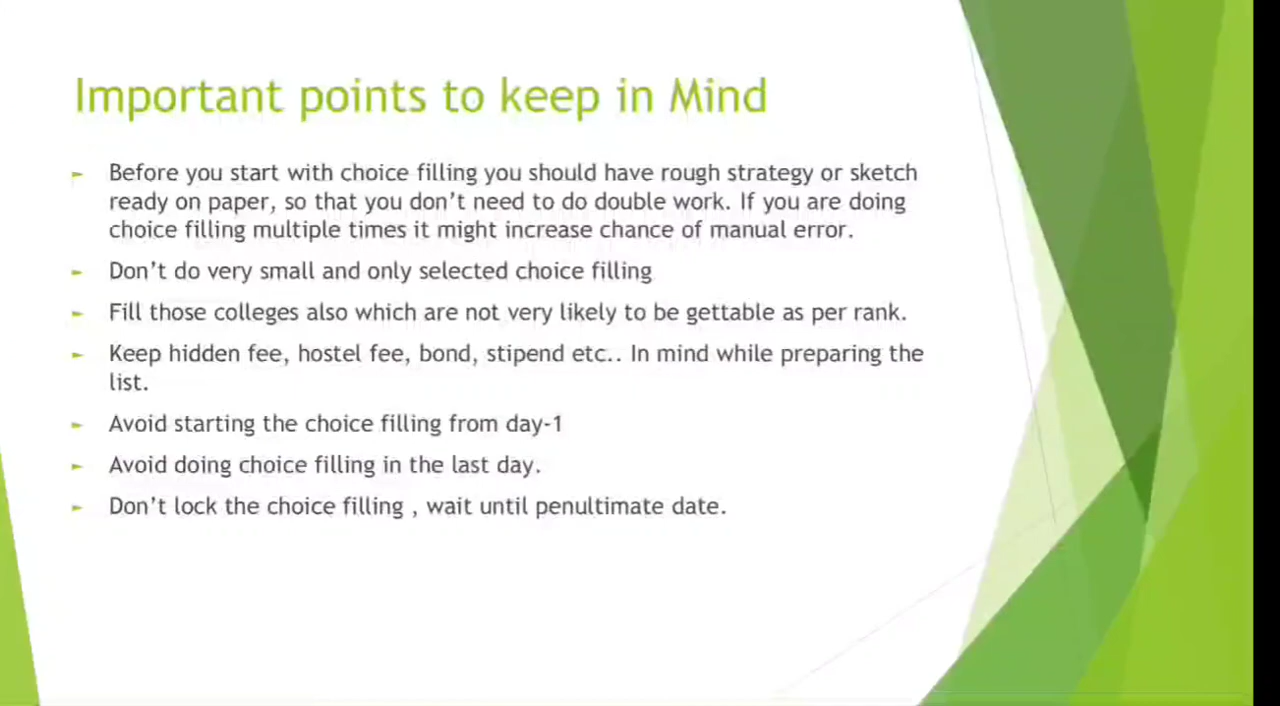 Important points to keep in Mind
Before you start with choice filling you should have rough strategy or sketch
ready on paper, so that you don't need to do double work. If you are doing
choice filling multiple times it might increase chance of manual error.
Don't do very small and only selected choice filling
Fill those colleges also which are not very likely to be gettable as per rank.
Keep hidden fee, hostel fee, bond, stipend etc.. In mind while preparing the
list.
Avoid starting the choice filling from day-1
Avoid doing choice filling in the last day.
Don't lock the choice filling , wait until penultimate date.